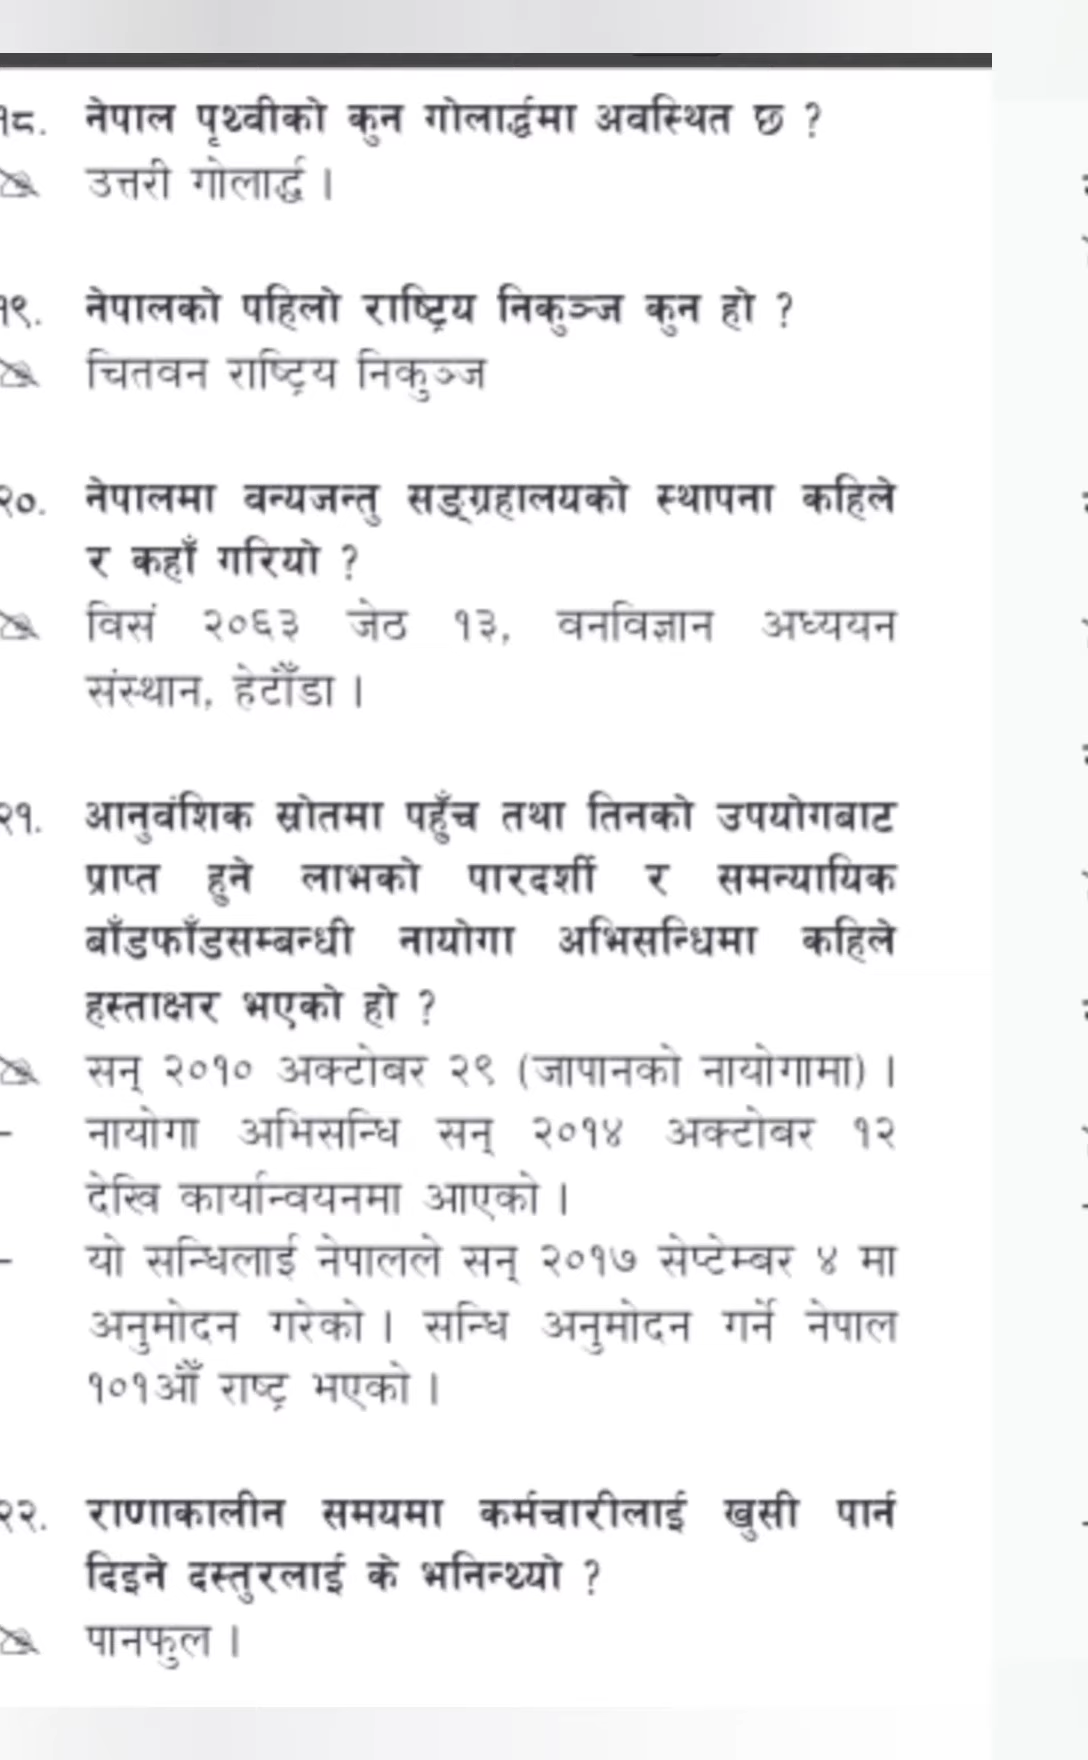 १८. नेपाल पृथ्वीको कुन गोलार्द्धमा अवस्थित छ ?
उत्तरी गोलार्द्ध ।
१९. नेपालको पहिलो राष्ट्रिय निकुञ्ज कुन हो ?
चितवन राष्ट्रिय निकुञ्ज
२०. नेपालमा वन्यजन्तु सङ्ग्रहालयको स्थापना कहिले
र कहाँ गरियो ?
विसं २०६३ जेठ १३, वनविज्ञान अध्ययन
संस्थान, हेटौँडा ।
२१. आनुवंशिक स्रोतमा पहुँच तथा तिनको उपयोगबाट
प्राप्त हुने लाभको पारदर्शी र समन्यायिक
बाँडफाँडसम्बन्धी नायोगा अभिसन्धिमा कहिले
हस्ताक्षर भएको हो ?
सन् २०१० अक्टोबर २९ (जापानको नायोगामा) ।
– नायोगा अभिसन्धि सन् २०१४ अक्टोबर १२
देखि कार्यान्वयनमा आएको ।
– यो सन्धिलाई नेपालले सन् २०१७ सेप्टेम्बर ४ मा
अनुमोदन गरेको । सन्धि अनुमोदन गर्ने नेपाल
१०१औँ राष्ट्र भएको ।
२२. राणाकालीन समयमा कर्मचारीलाई खुसी पार्न
दिइने दस्तुरलाई के भनिन्थ्यो ?
पानफुल ।